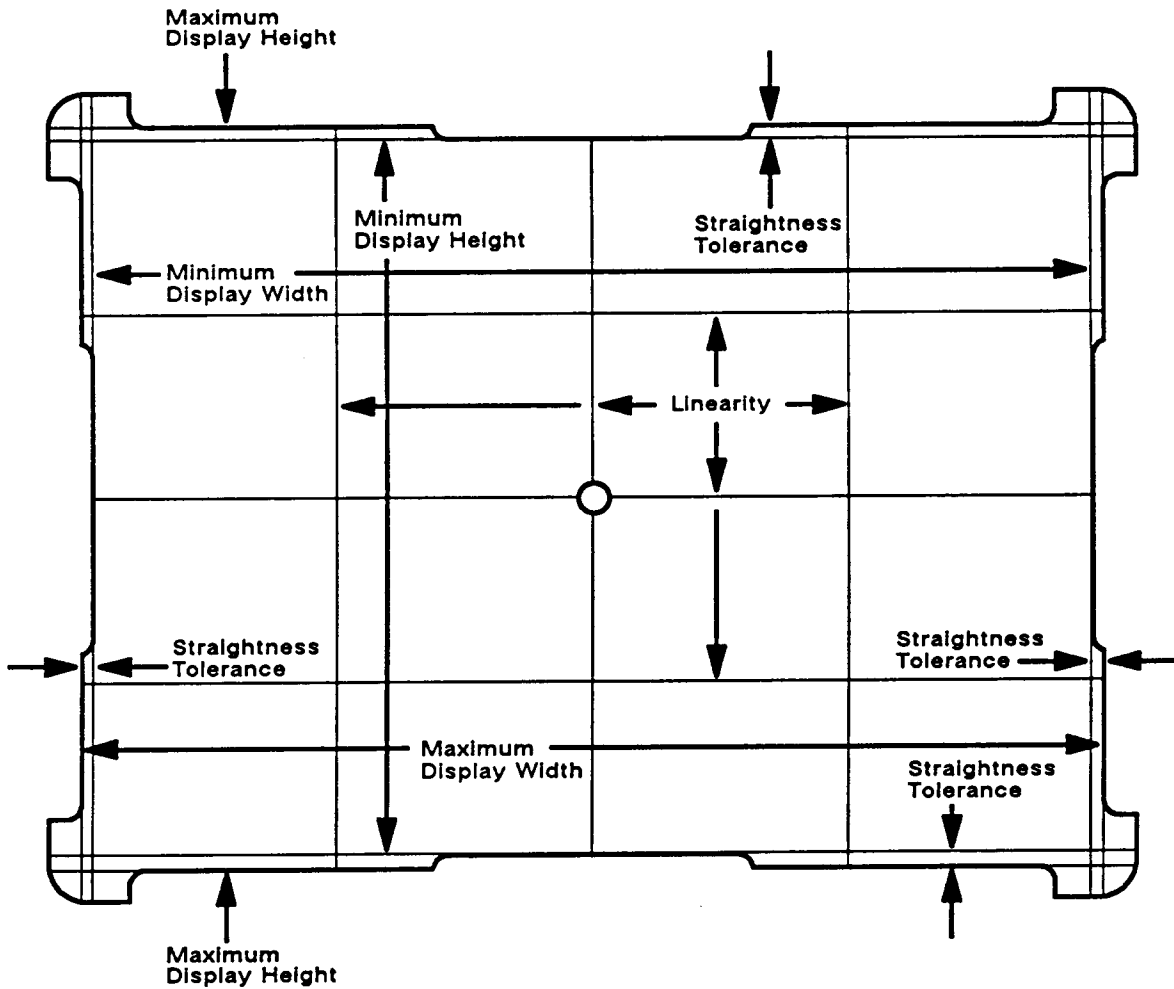 Maximum
Display Height
Minimum
Display Height
Straightness
Tolerance
Minimum
Display Width
Linearity
Straightness
Tolerance
Straightness
Tolerance
Maximum
Display Width
Straightness
Tolerance
Maximum
Display Height